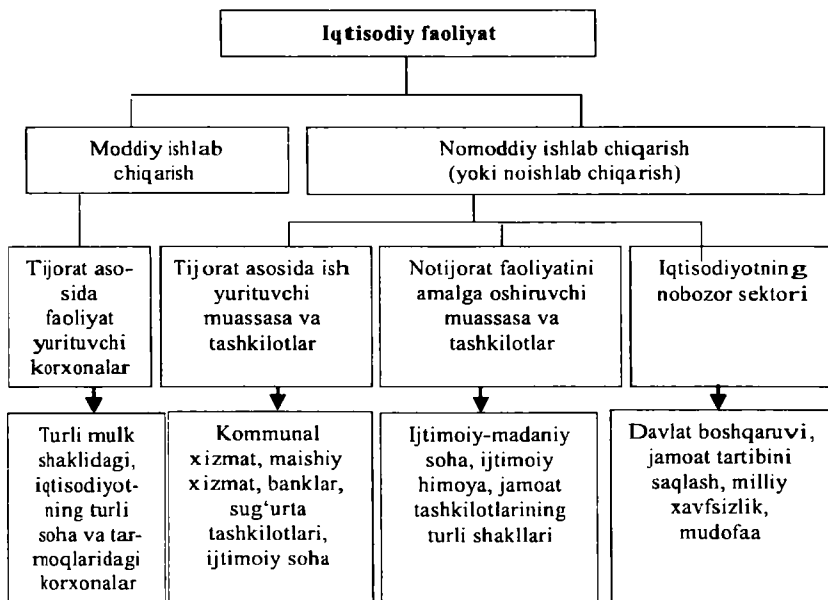 Iqtisodiy faoliyat
Moddiy ishlab
chiqarish
Nomoddiy ishlab chiqarish
(yoki noishlab chiqarish)
Tijorat aso-
sida
faoliyat
yurituvchi
korxonalar
Tijorat asosida ish
yurituvchi
muassasa va
tashkilotlar
Notijorat faoliyatini
amalga oshiruvchi
muassasa va
tashkilotlar
Iqtisodiyotning
nobozor sektori
Turli mulk
shaklidagi,
iqtisodiyot-
ning turli
soha va tar-
moqlaridagi
korxonalar
Kommunal
xizmat, maishiy
xizmat, banklar,
sug‘urta
tashkilotlari,
ijtimoiy soha
Ijtimoiy-madaniy
soha, ijtimoiy
himoya, jamoat
tashkilotlarining
turli shakllari
Davlat boshqaruvi,
jamoat tartibini
saqlash, milliy
xavfsizlik,
mudofaa